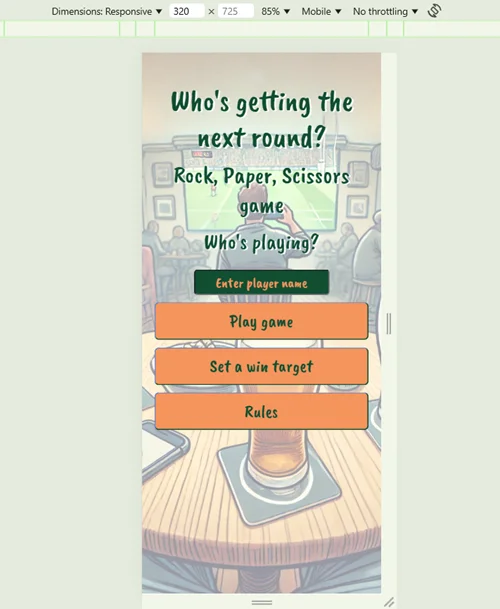 Dimensions: Responsive ▼ 320 × 725 85% ▼ Mobile ▼ No throttling ▼
Who's getting the
next round?
Rock, Paper, Scissors
game
Who's playing?
Enter player name
Play game
Set a win target
Rules